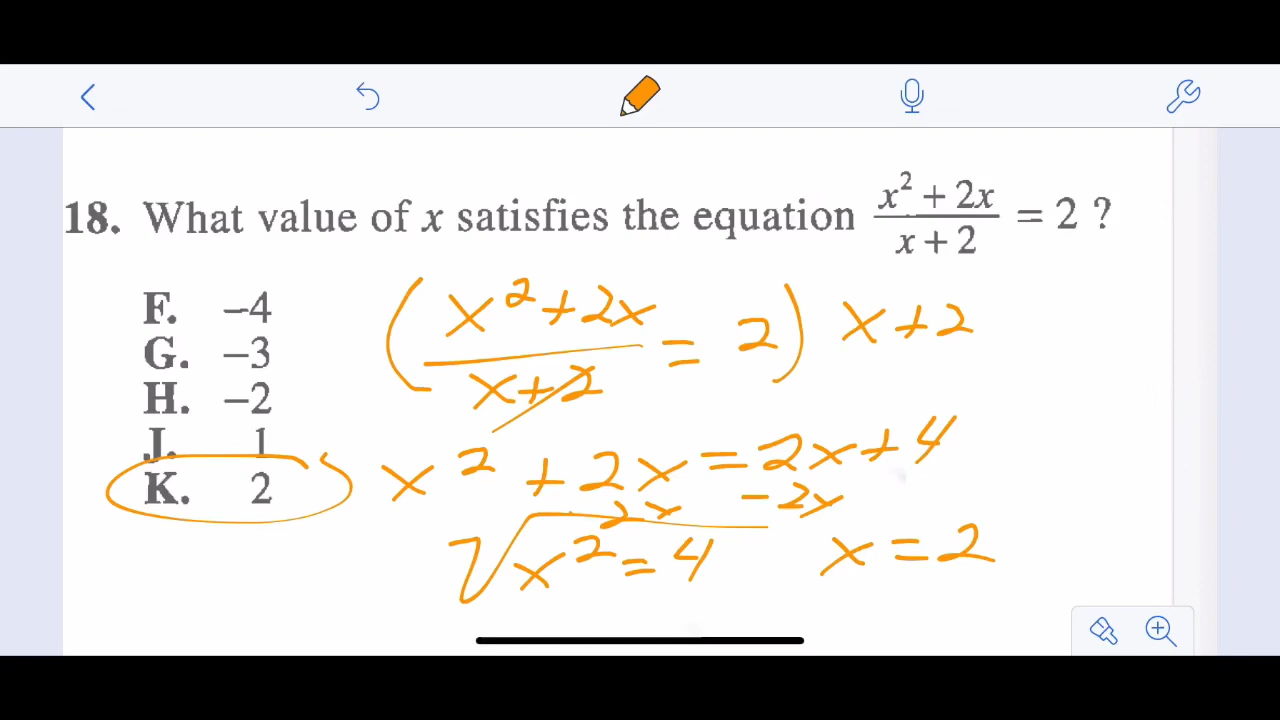 18. What value of x satisfies the equation (x² + 2x)/(x + 2) = 2 ?
F. −4
G. −3
H. −2
J. 1
K. 2
(x² + 2x / x + 2 = 2) x + 2
x² + 2x = 2x + 4
2x − 2x
√x² = 4 x = 2